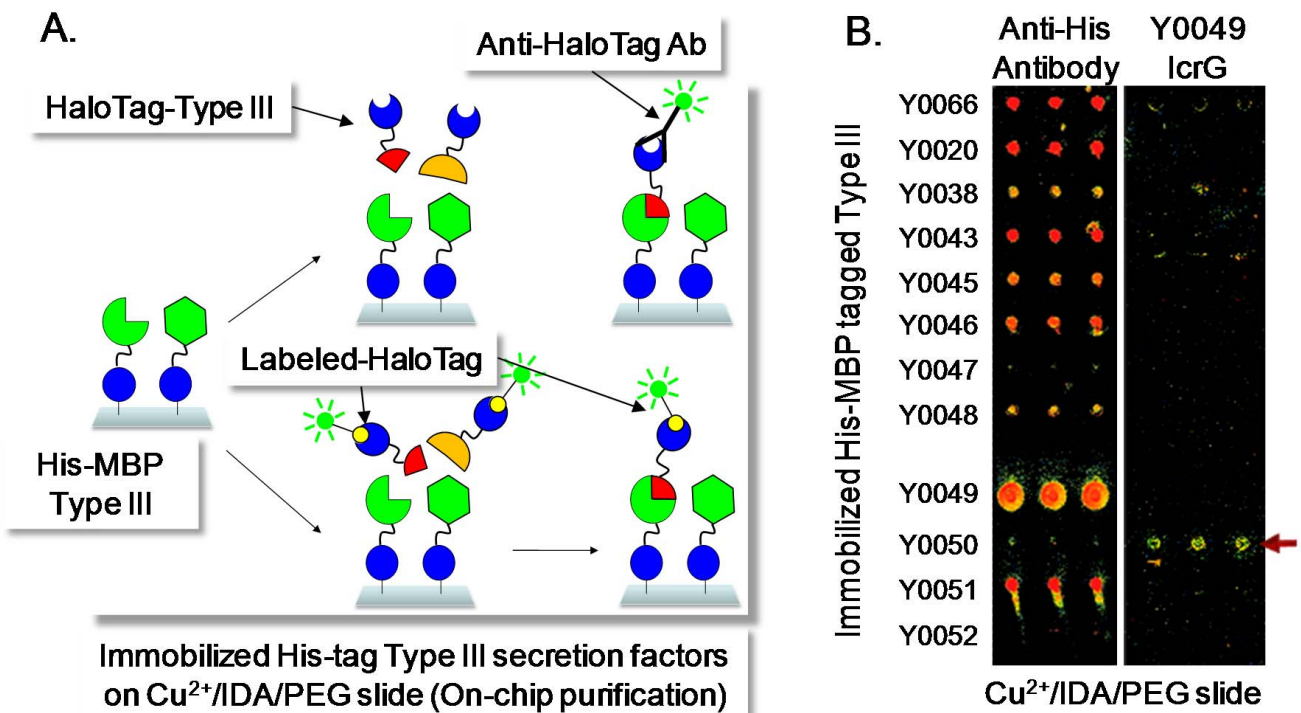 A.
Anti-HaloTag Ab
HaloTag-Type III
Labeled-HaloTag
His-MBP
Type III
Immobilized His-tag Type III secretion factors
on Cu²⁺/IDA/PEG slide (On-chip purification)
B.
Anti-His
Antibody
Y0049
lcrG
Immobilized His-MBP tagged Type III
Y0066
Y0020
Y0038
Y0043
Y0045
Y0046
Y0047
Y0048
Y0049
Y0050
Y0051
Y0052
Cu²⁺/IDA/PEG slide